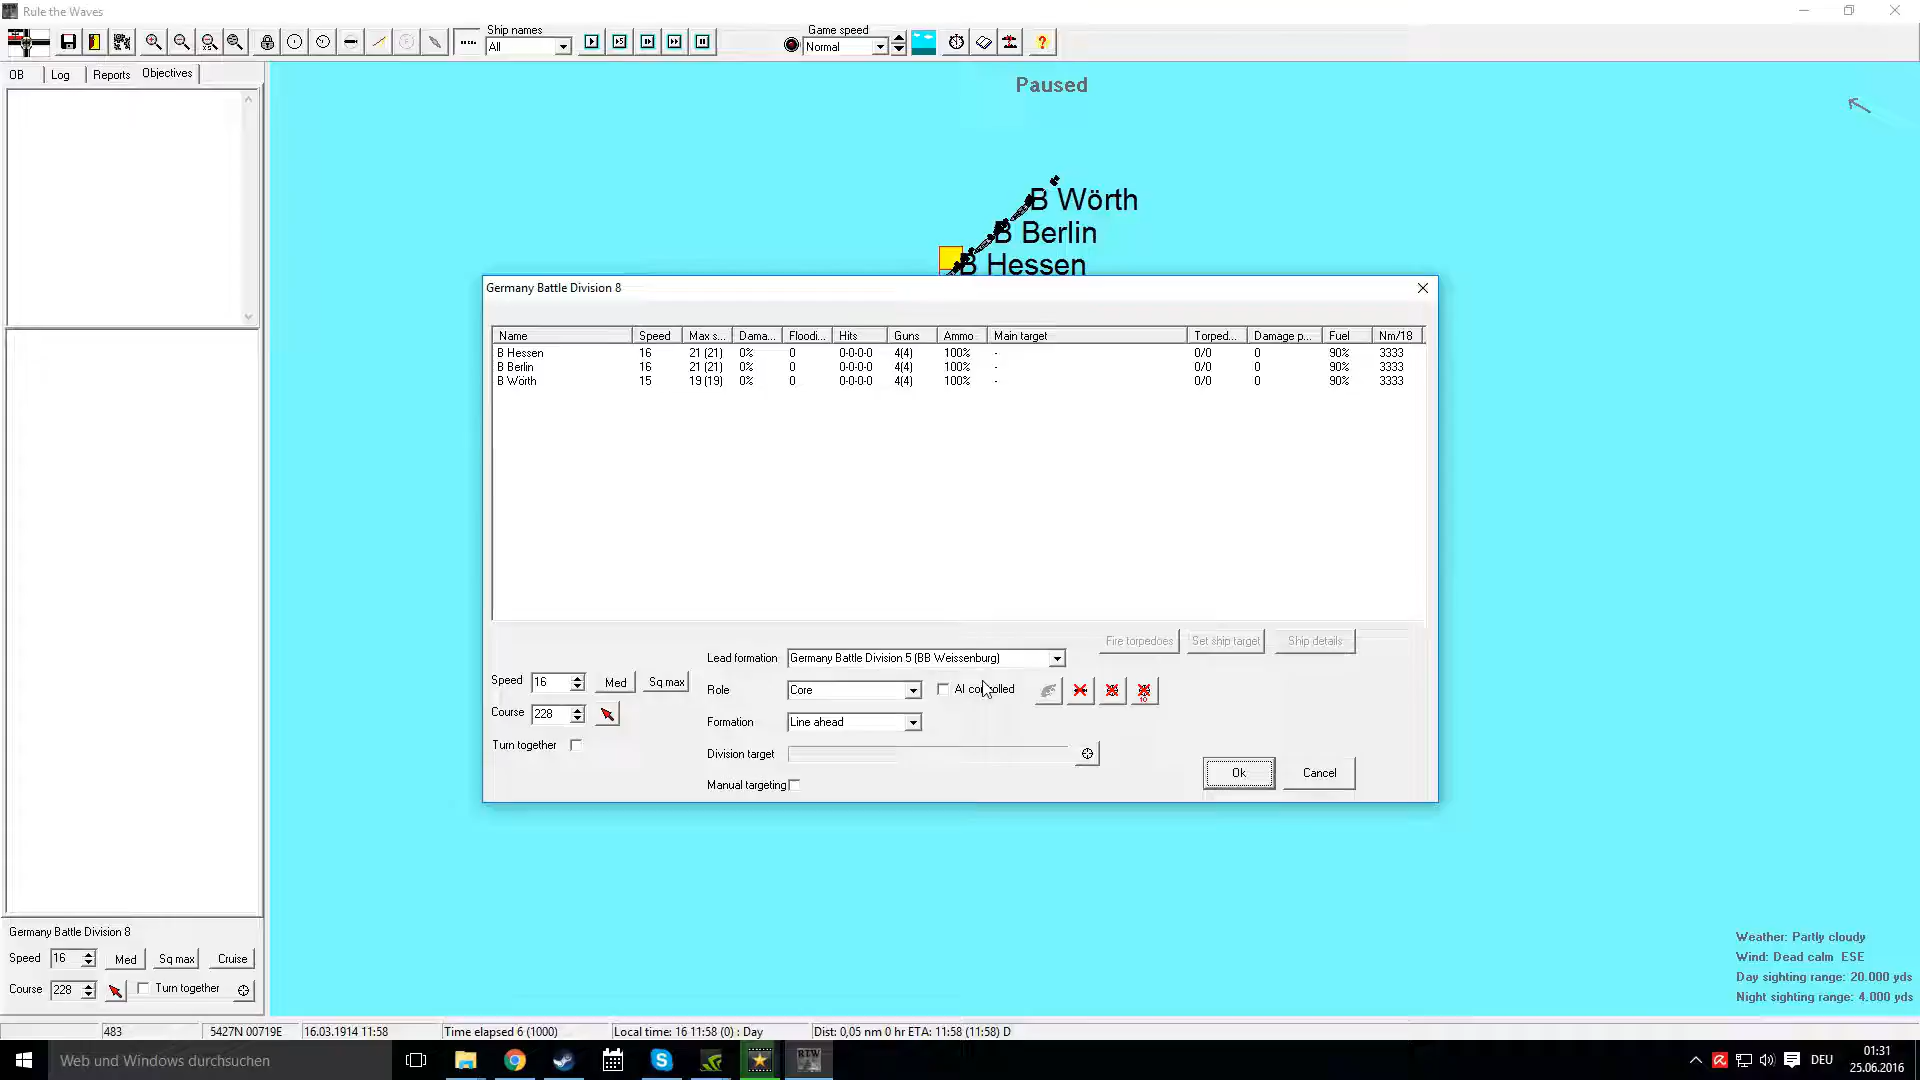 Rule the Waves
Ship names
All
Game speed
Normal
OB Log Reports Objectives
Paused
B Wörth
B Berlin
B Hessen
Germany Battle Division 8
Name Speed Max s... Dama... Floodi... Hits Guns Ammo Main target Torped... Damage p... Fuel Nm/18
B Hessen 16 21 (21) 0% 0 0-0-0-0 4(4) 100% - 0/0 0 90% 3333
B Berlin 16 21 (21) 0% 0 0-0-0-0 4(4) 100% - 0/0 0 90% 3333
B Wörth 15 19 (19) 0% 0 0-0-0-0 4(4) 100% - 0/0 0 90% 3333
Fire torpedoes Set ship target Ship details
Lead formation Germany Battle Division 5 (BB Weissenburg)
Speed 16 Med Sq max
Role Core AI controlled
Course 228
Formation Line ahead
Turn together
Division target
Manual targeting
Ok Cancel
Germany Battle Division 8
Speed 16 Med Sq max Cruise
Course 228 Turn together
Weather: Partly cloudy
Wind: Dead calm ESE
Day sighting range: 20.000 yds
Night sighting range: 4.000 yds
483 5427N 00719E 16.03.1914 11:58 Time elapsed 6 (1000) Local time: 16 11:58 (0) : Day Dist: 0,05 nm 0 hr ETA: 11:58 (11:58) D
Web und Windows durchsuchen
RTW
DEU
01:31
25.06.2016